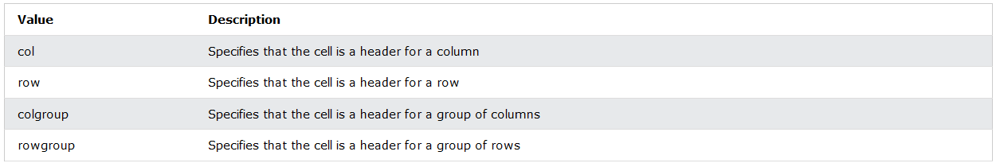 Value Description
col Specifies that the cell is a header for a column
row Specifies that the cell is a header for a row
colgroup Specifies that the cell is a header for a group of columns
rowgroup Specifies that the cell is a header for a group of rows